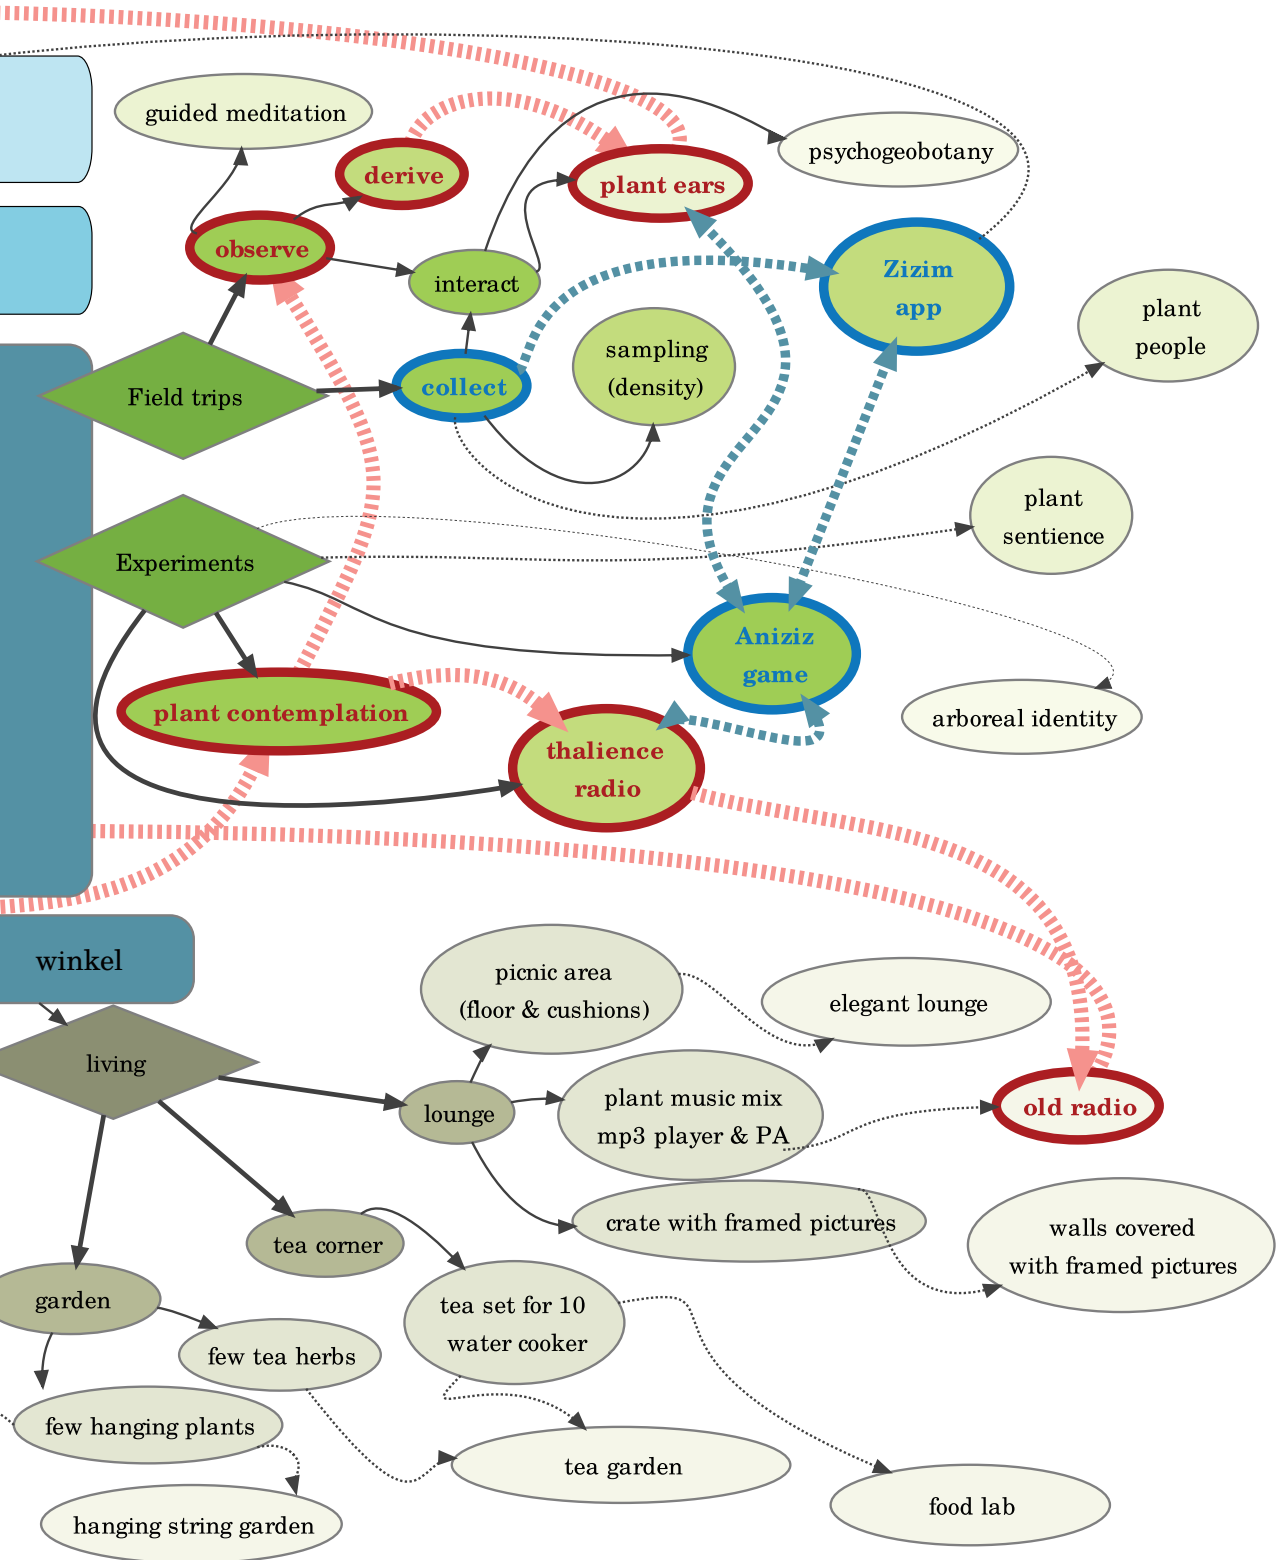 guided meditation
psychogeobotany
derive
plant ears
observe
interact
Zizim
app
plant
people
sampling
(density)
Field trips
collect
plant
sentience
Experiments
Aniziz
game
plant contemplation
arboreal identity
thalience
radio
winkel
picnic area
(floor & cushions)
elegant lounge
living
lounge
plant music mix
mp3 player & PA
old radio
crate with framed pictures
walls covered
with framed pictures
tea corner
garden
tea set for 10
water cooker
few tea herbs
few hanging plants
tea garden
food lab
hanging string garden